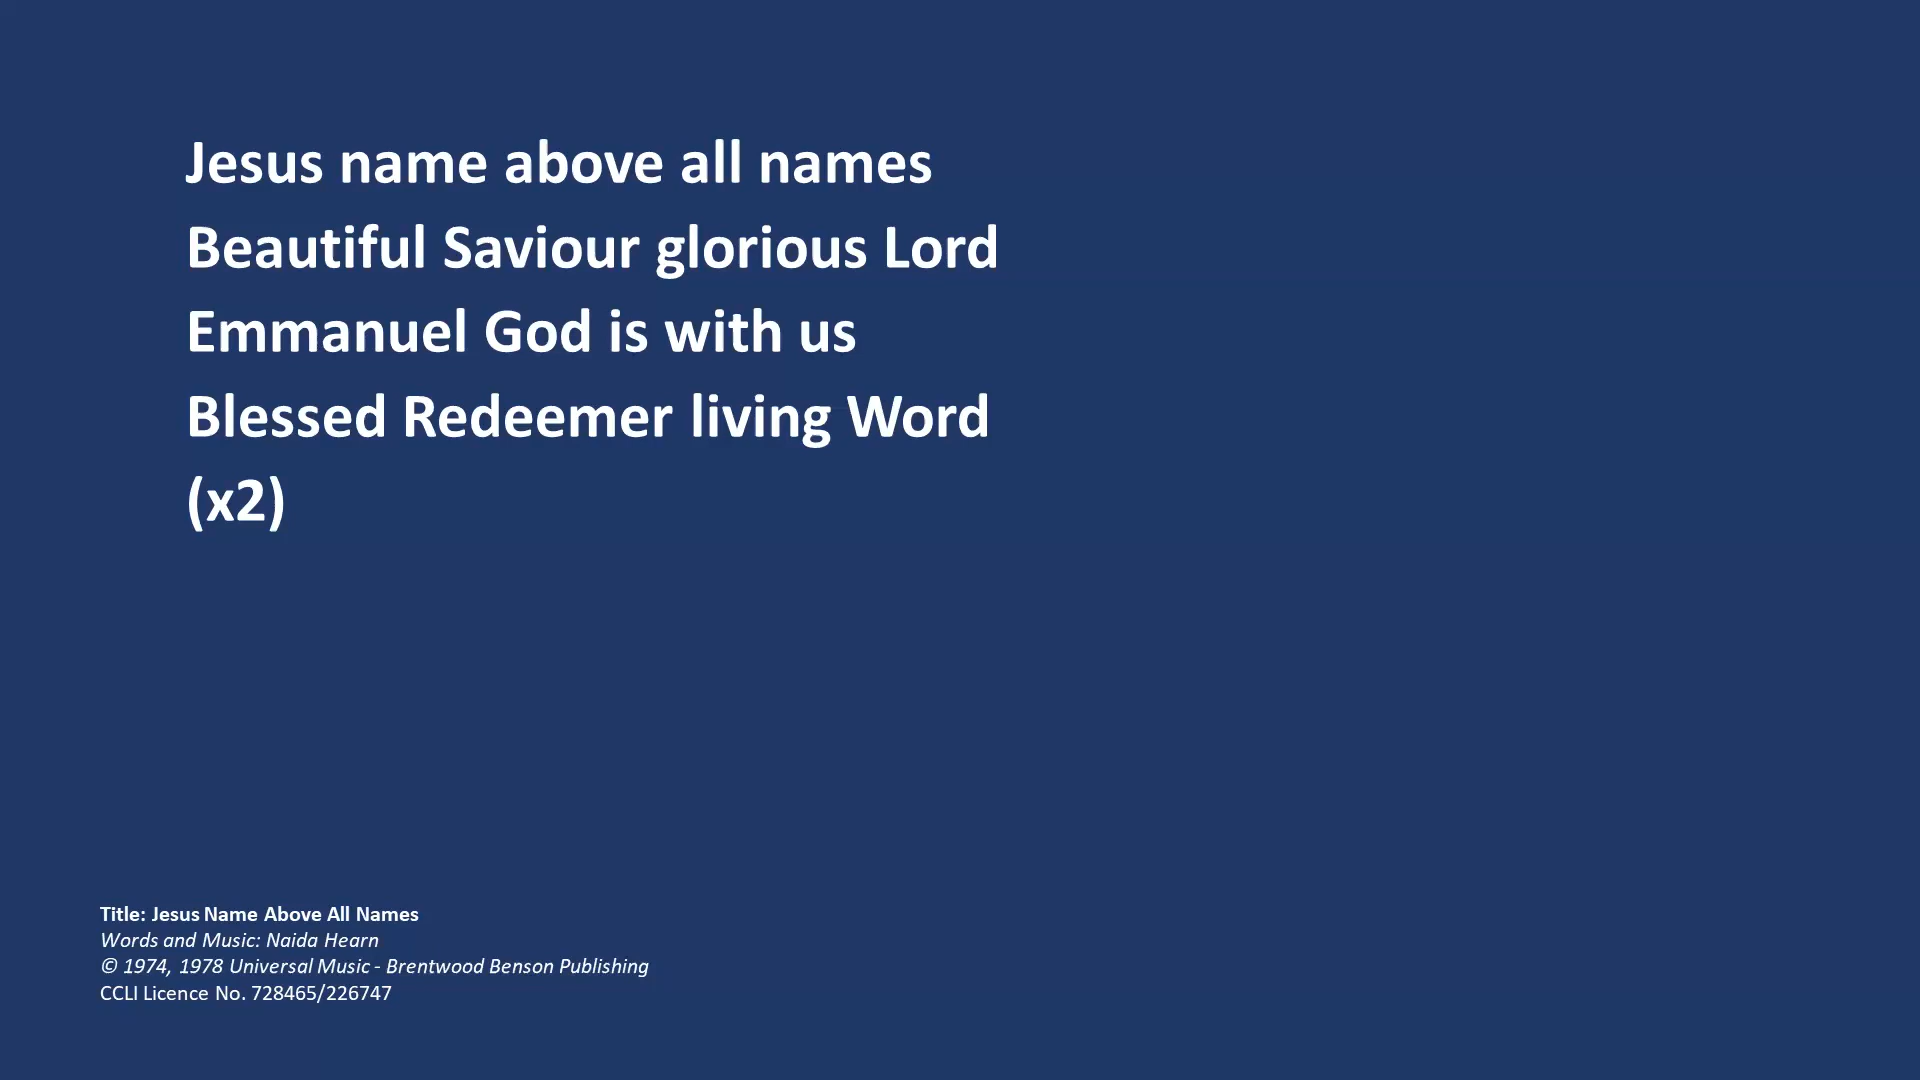 Jesus name above all names
Beautiful Saviour glorious Lord
Emmanuel God is with us
Blessed Redeemer living Word
(x2)
Title: Jesus Name Above All Names
Words and Music: Naida Hearn
© 1974, 1978 Universal Music - Brentwood Benson Publishing
CCLI Licence No. 728465/226747